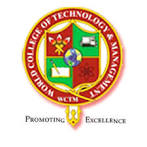 WORLD COLLEGE OF TECHNOLOGY & MANAGEMENT
WCTM
PROMOTING EXCELLENCE